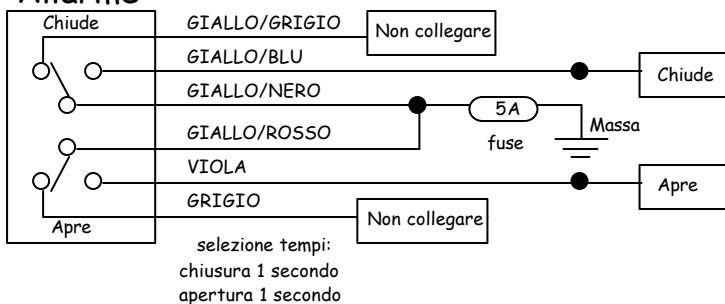 Chiude
GIALLO/GRIGIO
Non collegare
GIALLO/BLU
Chiude
GIALLO/NERO
5A
fuse
Massa
GIALLO/ROSSO
VIOLA
Apre
GRIGIO
Non collegare
Apre
selezione tempi:
chiusura 1 secondo
apertura 1 secondo